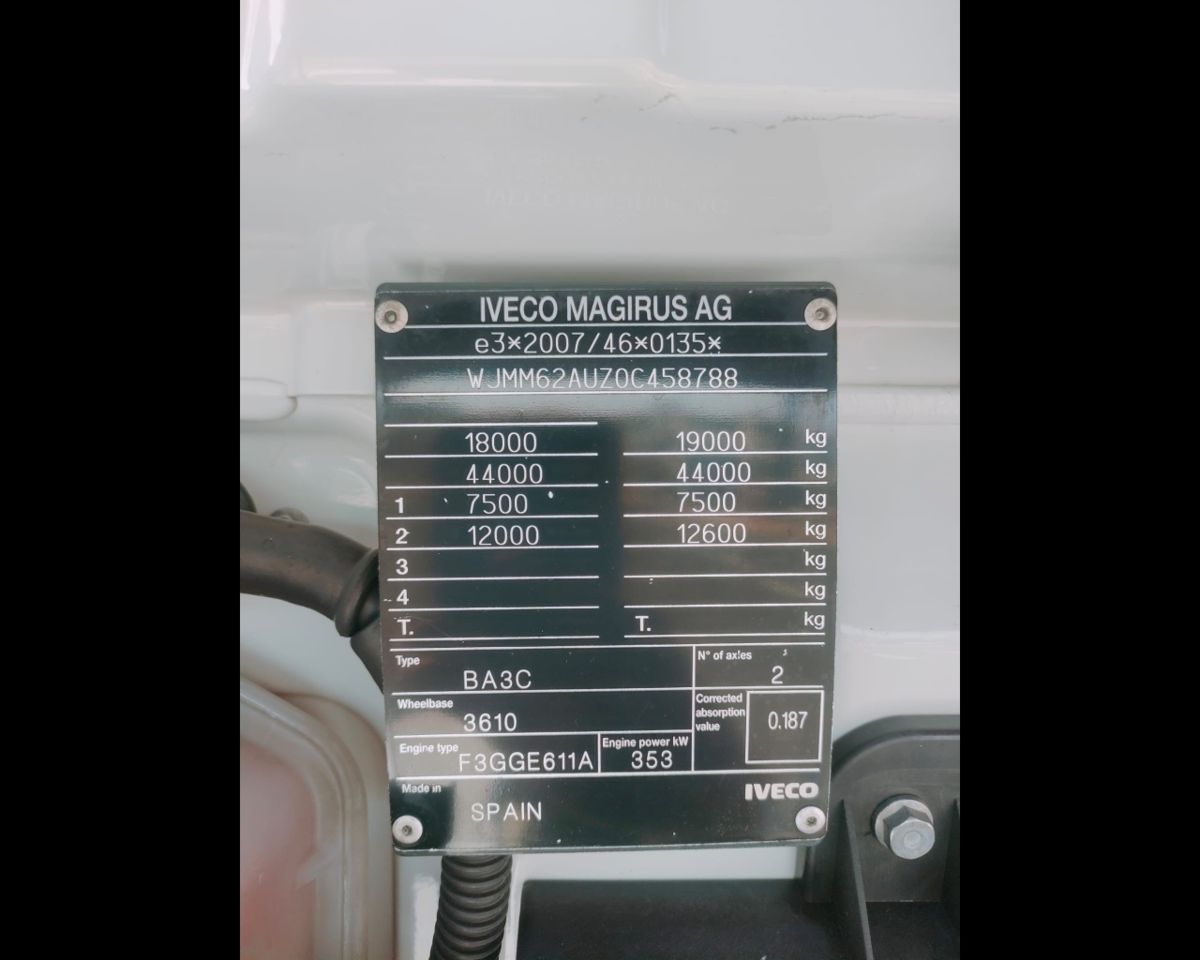 IVECO MAGIRUS AG
e3*2007/46*0135*
WJMM62AUZ0C458788
18000 19000 kg
44000 44000 kg
1 7500 7500 kg
2 12000 12600 kg
3 kg
4 kg
T. T. kg
Type BA3C N° of axles 2
Wheelbase 3610 Corrected absorption value 0.187
Engine type F3GGE611A Engine power kW 353
Made in SPAIN IVECO